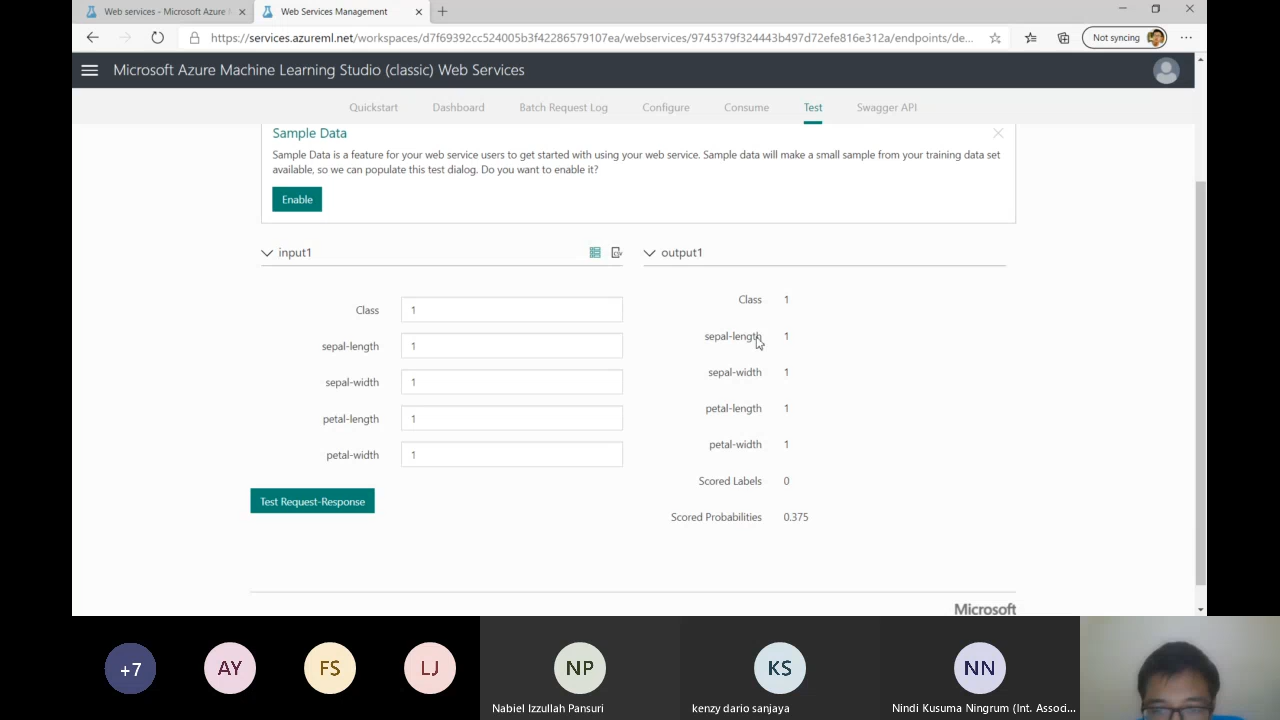 Web services - Microsoft Azure
Web Services Management
https://services.azureml.net/workspaces/d7f69392cc524005b3f42286579107ea/webservices/9745379f324443b497d72efe816e312a/endpoints/de...
Not syncing
Microsoft Azure Machine Learning Studio (classic) Web Services
Quickstart Dashboard Batch Request Log Configure Consume Test Swagger API
Sample Data
Sample Data is a feature for your web service users to get started with using your web service. Sample data will make a small sample from your training data set
available, so we can populate this test dialog. Do you want to enable it?
Enable
input1
Class 1
sepal-length 1
sepal-width 1
petal-length 1
petal-width 1
Test Request-Response
output1
Class 1
sepal-length 1
sepal-width 1
petal-length 1
petal-width 1
Scored Labels 0
Scored Probabilities 0.375
Microsoft
+7
AY
FS
LJ
NP
Nabiel Izzullah Pansuri
KS
kenzy dario sanjaya
NN
Nindi Kusuma Ningrum (Int. Associ...